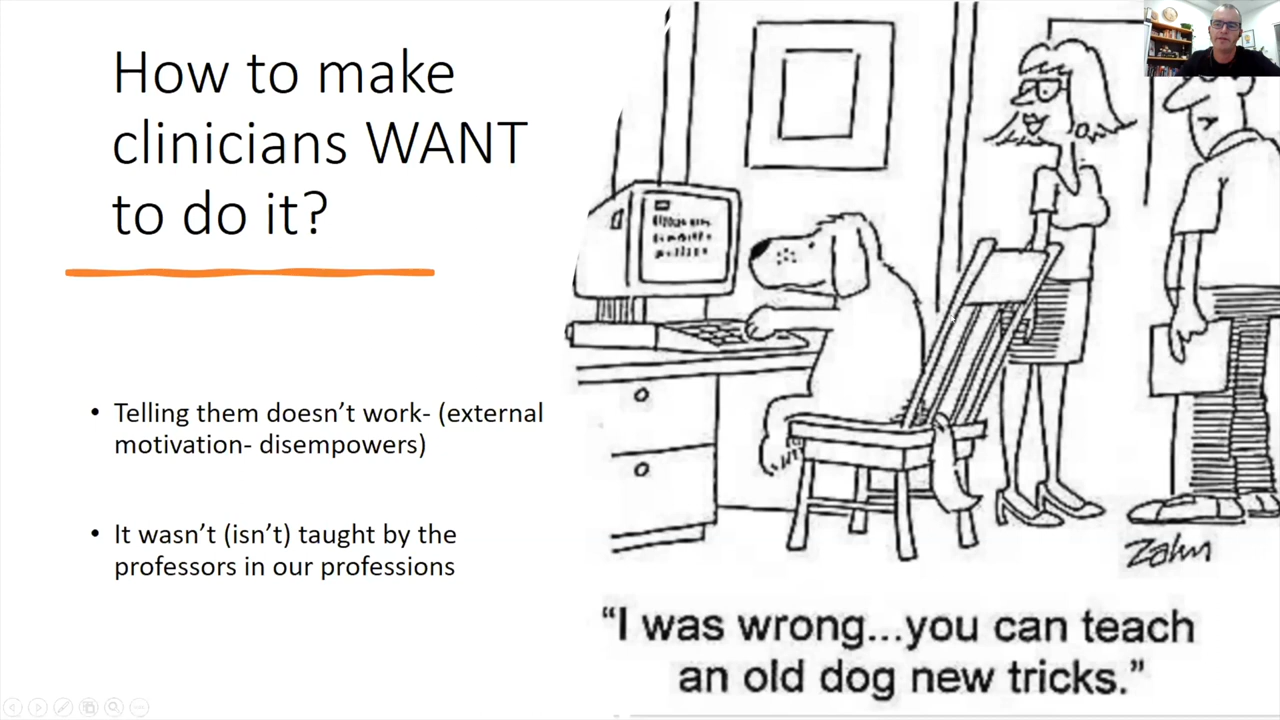 How to make
clinicians WANT
to do it?
• Telling them doesn’t work- (external
motivation- disempowers)
• It wasn’t (isn’t) taught by the
professors in our professions
Zahn
“I was wrong...you can teach
an old dog new tricks.”